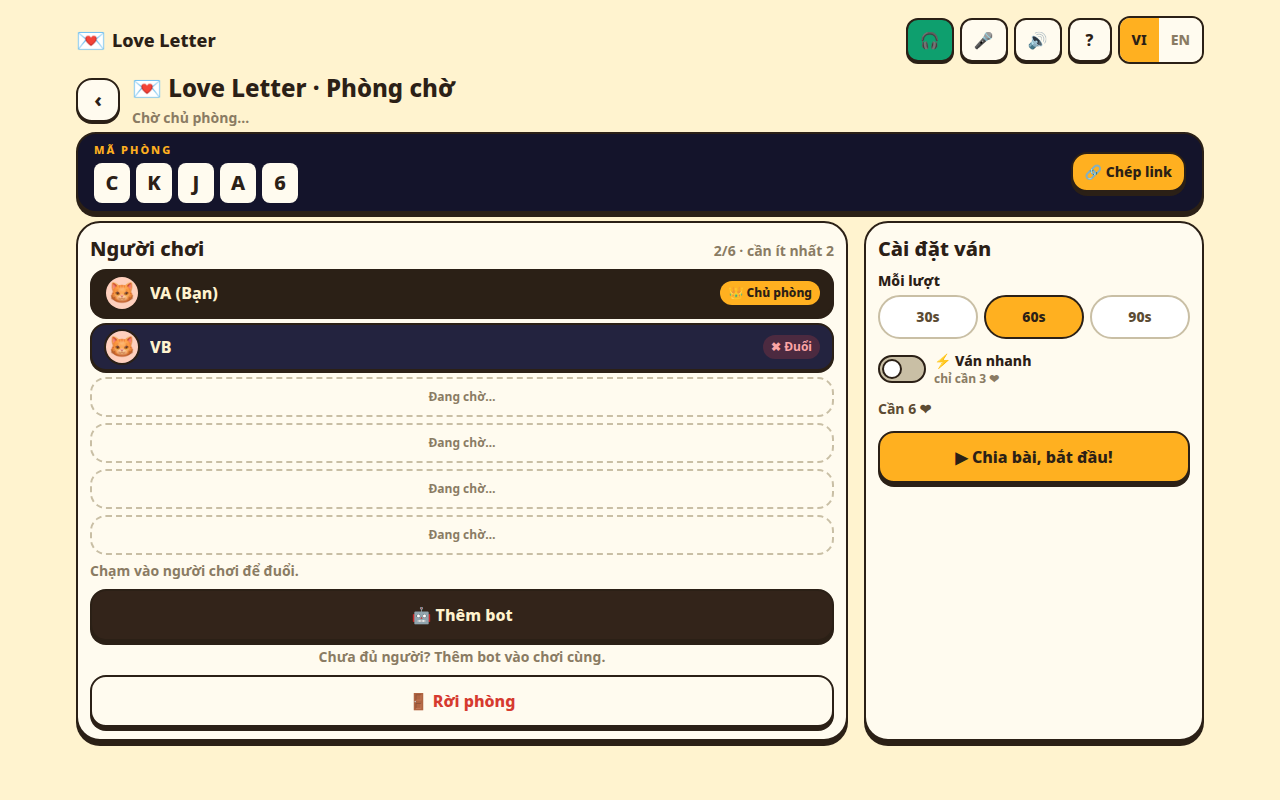 Love Letter
?
VI
EN
‹
Love Letter · Phòng chờ
Chờ chủ phòng...
MÃ PHÒNG
C K J A 6
Chép link
Người chơi
2/6 · cần ít nhất 2
VA (Bạn)
Chủ phòng
VB
✖ Đuổi
Đang chờ...
Đang chờ...
Đang chờ...
Đang chờ...
Chạm vào người chơi để đuổi.
Thêm bot
Chưa đủ người? Thêm bot vào chơi cùng.
Rời phòng
Cài đặt ván
Mỗi lượt
30s
60s
90s
⚡ Ván nhanh
chỉ cần 3 ❤
Cần 6 ❤
▶ Chia bài, bắt đầu!